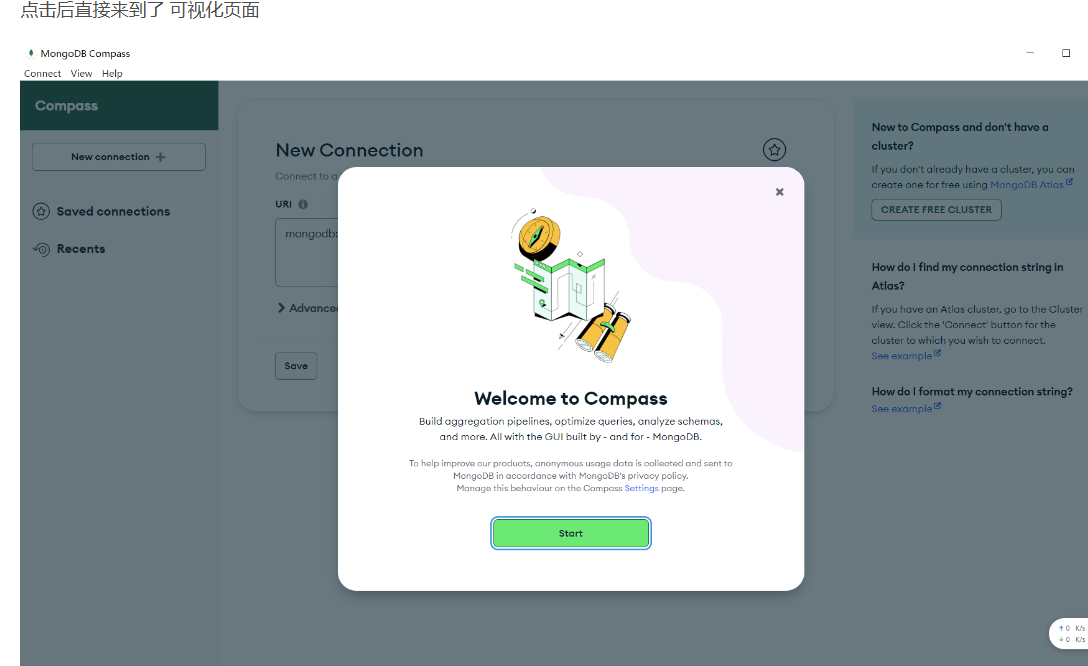 点击后直接来到了 可视化页面
MongoDB Compass
Connect View Help
Compass
New connection
Saved connections
Recents
New Connection
Connect to a
URI
mongodb:
Advanced
Save
Welcome to Compass
Build aggregation pipelines, optimize queries, analyze schemas,
and more. All with the GUI built by - and for - MongoDB.
To help improve our products, anonymous usage data is collected and sent to
MongoDB in accordance with MongoDB's privacy policy.
Manage this behaviour on the Compass Settings page.
Start
New to Compass and don't have a
cluster?
If you don't already have a cluster, you can
create one for free using MongoDB Atlas
CREATE FREE CLUSTER
How do I find my connection string in
Atlas?
If you have an Atlas cluster, go to the Cluster
view. Click the 'Connect' button for the
cluster to which you wish to connect.
See example
How do I format my connection string?
See example
↑ 0 K/s
↓ 0 K/s